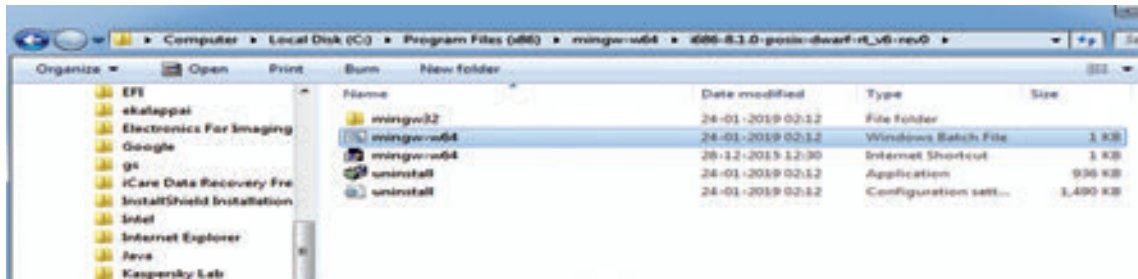 Computer Local Disk (C:) Program Files (x86) mingw-w64 i686-8.1.0-posix-dwarf-rt_v6-rev0
Organize Open Print Burn New folder
Name Date modified Type Size
EFI
ekalappai
Electronics For Imaging
Google
gs
iCare Data Recovery Fre
InstallShield Installation
Intel
Internet Explorer
Java
Kaspersky Lab
mingw32 24-01-2019 02:12 File folder
mingw-w64 24-01-2019 02:12 Windows Batch File 1 KB
mingw-w64 28-12-2015 12:30 Internet Shortcut 1 KB
uninstall 24-01-2019 02:12 Application 936 KB
uninstall 24-01-2019 02:12 Configuration sett... 1,490 KB